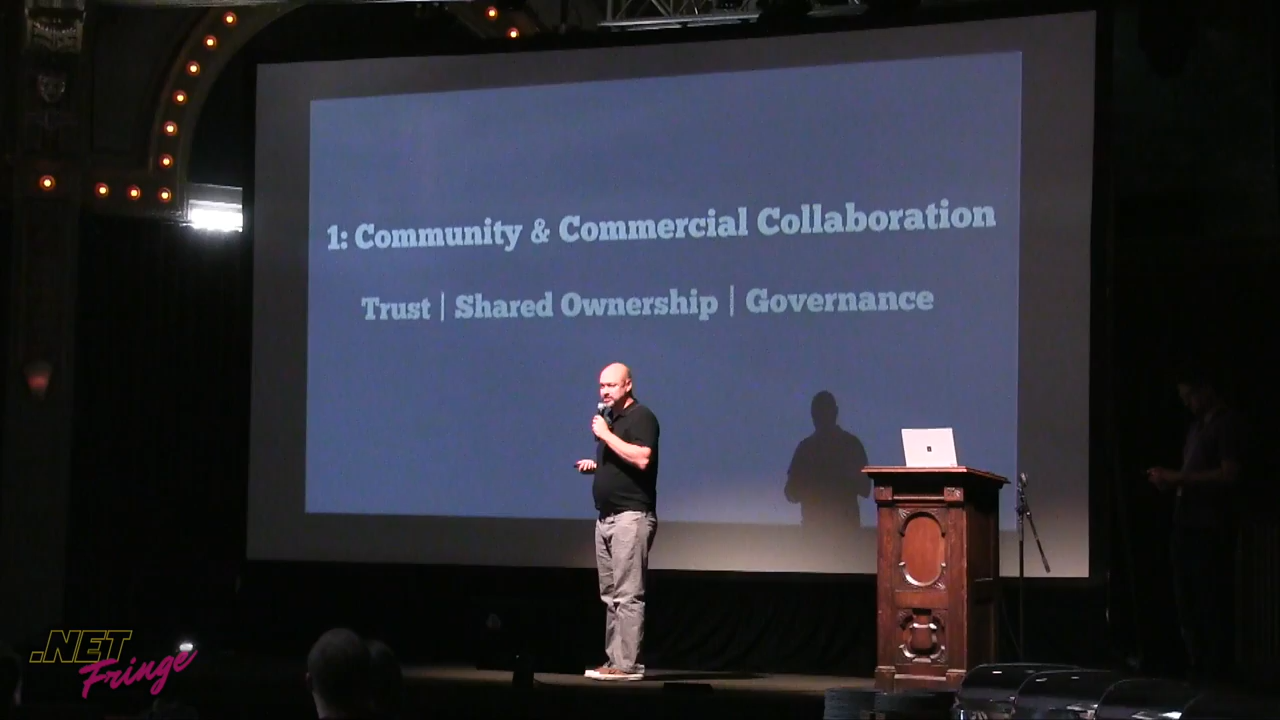 1: Community & Commercial Collaboration
Trust | Shared Ownership | Governance
.NET
Fringe